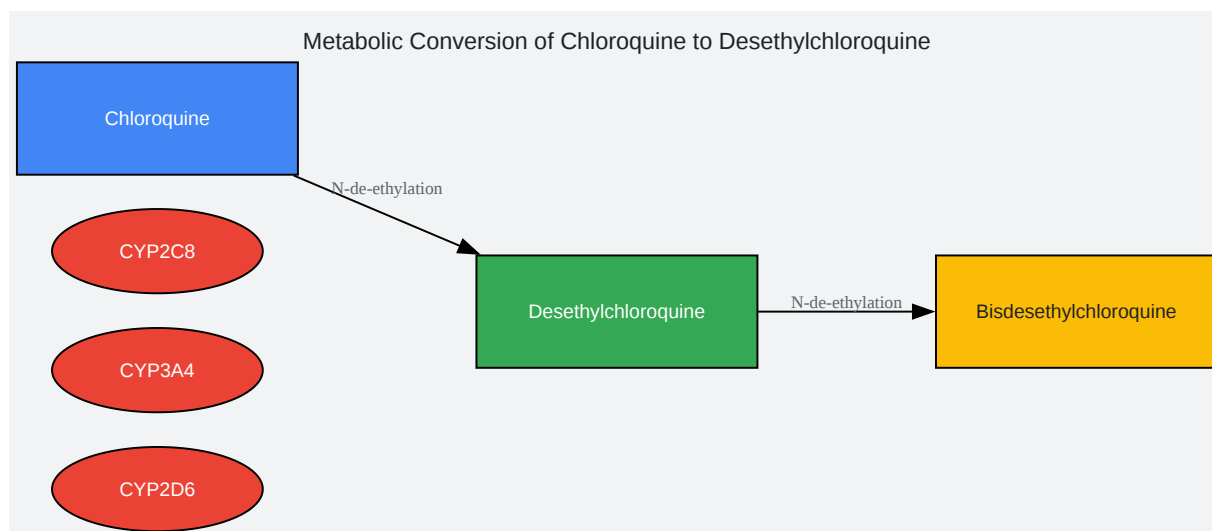 Metabolic Conversion of Chloroquine to Desethylchloroquine
Chloroquine
N-de-ethylation
CYP2C8
Desethylchloroquine
N-de-ethylation
Bisdesethylchloroquine
CYP3A4
CYP2D6